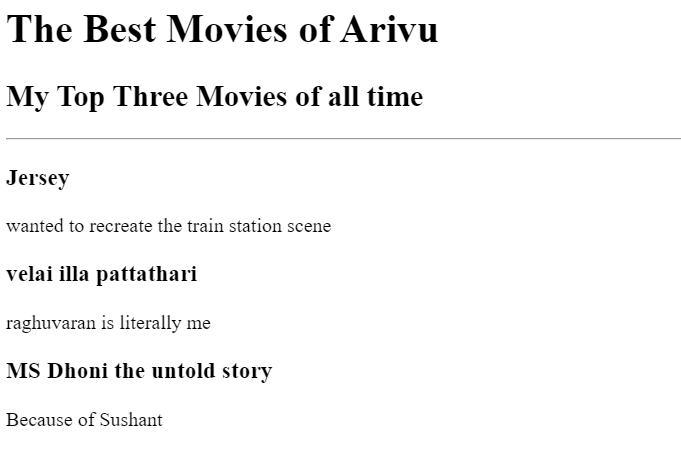 The Best Movies of Arivu
My Top Three Movies of all time
Jersey
wanted to recreate the train station scene
velai illa pattathari
raghuvaran is literally me
MS Dhoni the untold story
Because of Sushant